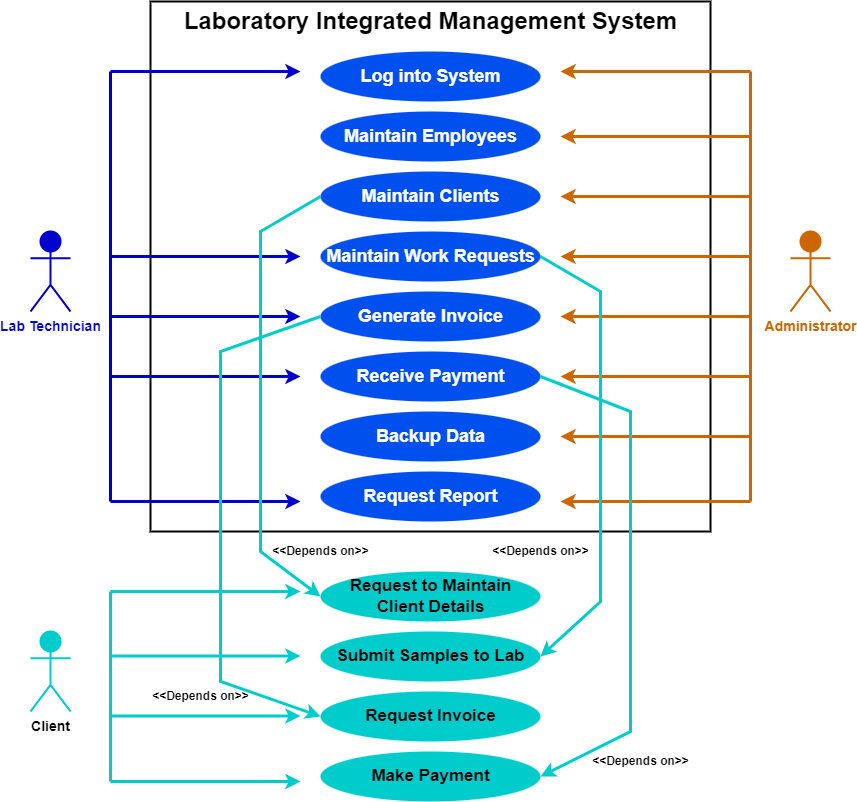 Laboratory Integrated Management System
Log into System
Maintain Employees
Maintain Clients
Maintain Work Requests
Generate Invoice
Lab Technician
Administrator
Receive Payment
Backup Data
Request Report
<<Depends on>>
<<Depends on>>
Request to Maintain
Client Details
Submit Samples to Lab
<<Depends on>>
Request Invoice
Client
<<Depends on>>
Make Payment